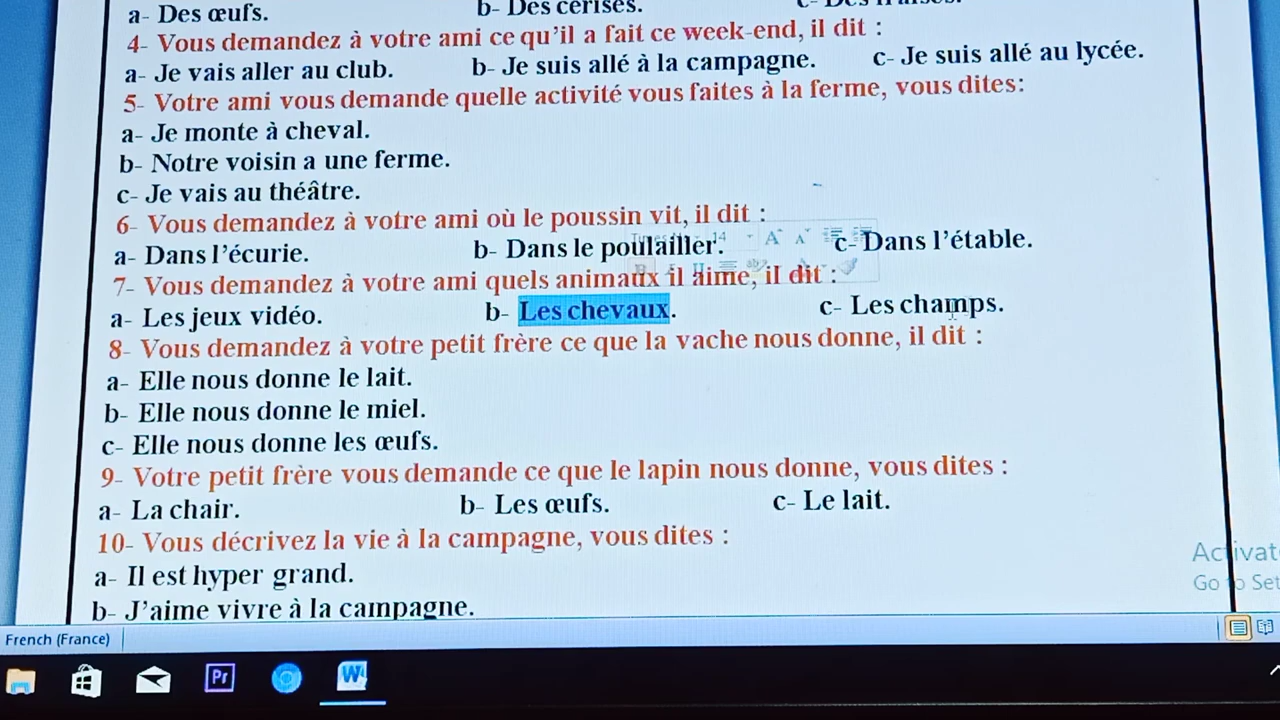 a- Des œufs. b- Des cerises.
4- Vous demandez à votre ami ce qu’il a fait ce week-end, il dit :
a- Je vais aller au club. b- Je suis allé à la campagne. c- Je suis allé au lycée.
5- Votre ami vous demande quelle activité vous faites à la ferme, vous dites:
a- Je monte à cheval.
b- Notre voisin a une ferme.
c- Je vais au théâtre.
6- Vous demandez à votre ami où le poussin vit, il dit :
a- Dans l’écurie. b- Dans le poulailler. c- Dans l’étable.
7- Vous demandez à votre ami quels animaux il aime, il dit :
a- Les jeux vidéo. b- Les chevaux. c- Les champs.
8- Vous demandez à votre petit frère ce que la vache nous donne, il dit :
a- Elle nous donne le lait.
b- Elle nous donne le miel.
c- Elle nous donne les œufs.
9- Votre petit frère vous demande ce que le lapin nous donne, vous dites :
a- La chair. b- Les œufs. c- Le lait.
10- Vous décrivez la vie à la campagne, vous dites :
a- Il est hyper grand.
b- J’aime vivre à la campagne.
Activat
Go to Set
French (France)
Pr
W